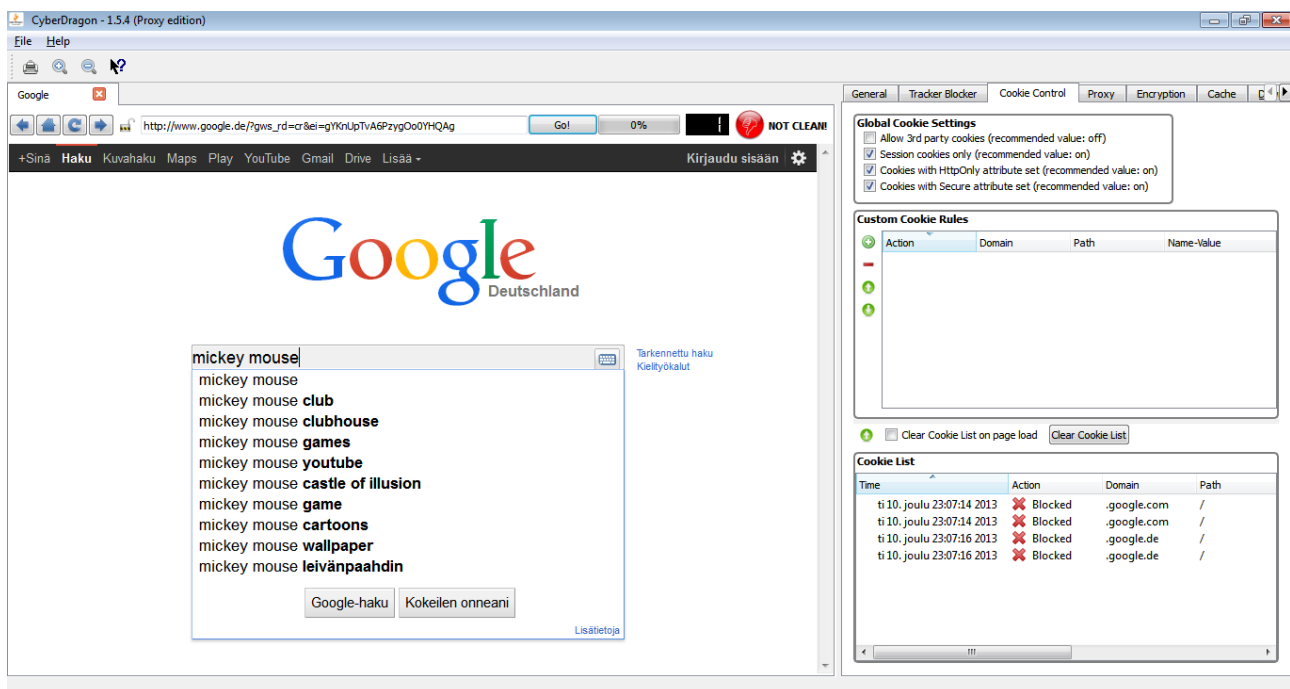 CyberDragon - 1.5.4 (Proxy edition)
File Help
Google
http://www.google.de/?gws_rd=cr&ei=gYKnUpTvA6PzygOo0YHQAg Go! 0% 1 NOT CLEAN!
+Sinä Haku Kuvahaku Maps Play YouTube Gmail Drive Lisää Kirjaudu sisään
Google
Deutschland
mickey mouse
Tarkennettu haku
Kielityökalut
mickey mouse
mickey mouse club
mickey mouse clubhouse
mickey mouse games
mickey mouse youtube
mickey mouse castle of illusion
mickey mouse game
mickey mouse cartoons
mickey mouse wallpaper
mickey mouse leivänpaahdin
Google-haku Kokeilen onneani
Lisätietoja
General Tracker Blocker Cookie Control Proxy Encryption Cache
Global Cookie Settings
Allow 3rd party cookies (recommended value: off)
Session cookies only (recommended value: on)
Cookies with HttpOnly attribute set (recommended value: on)
Cookies with Secure attribute set (recommended value: on)
Custom Cookie Rules
Action Domain Path Name-Value
Clear Cookie List on page load Clear Cookie List
Cookie List
Time Action Domain Path
ti 10. joulu 23:07:14 2013 Blocked .google.com /
ti 10. joulu 23:07:14 2013 Blocked .google.com /
ti 10. joulu 23:07:16 2013 Blocked .google.de /
ti 10. joulu 23:07:16 2013 Blocked .google.de /